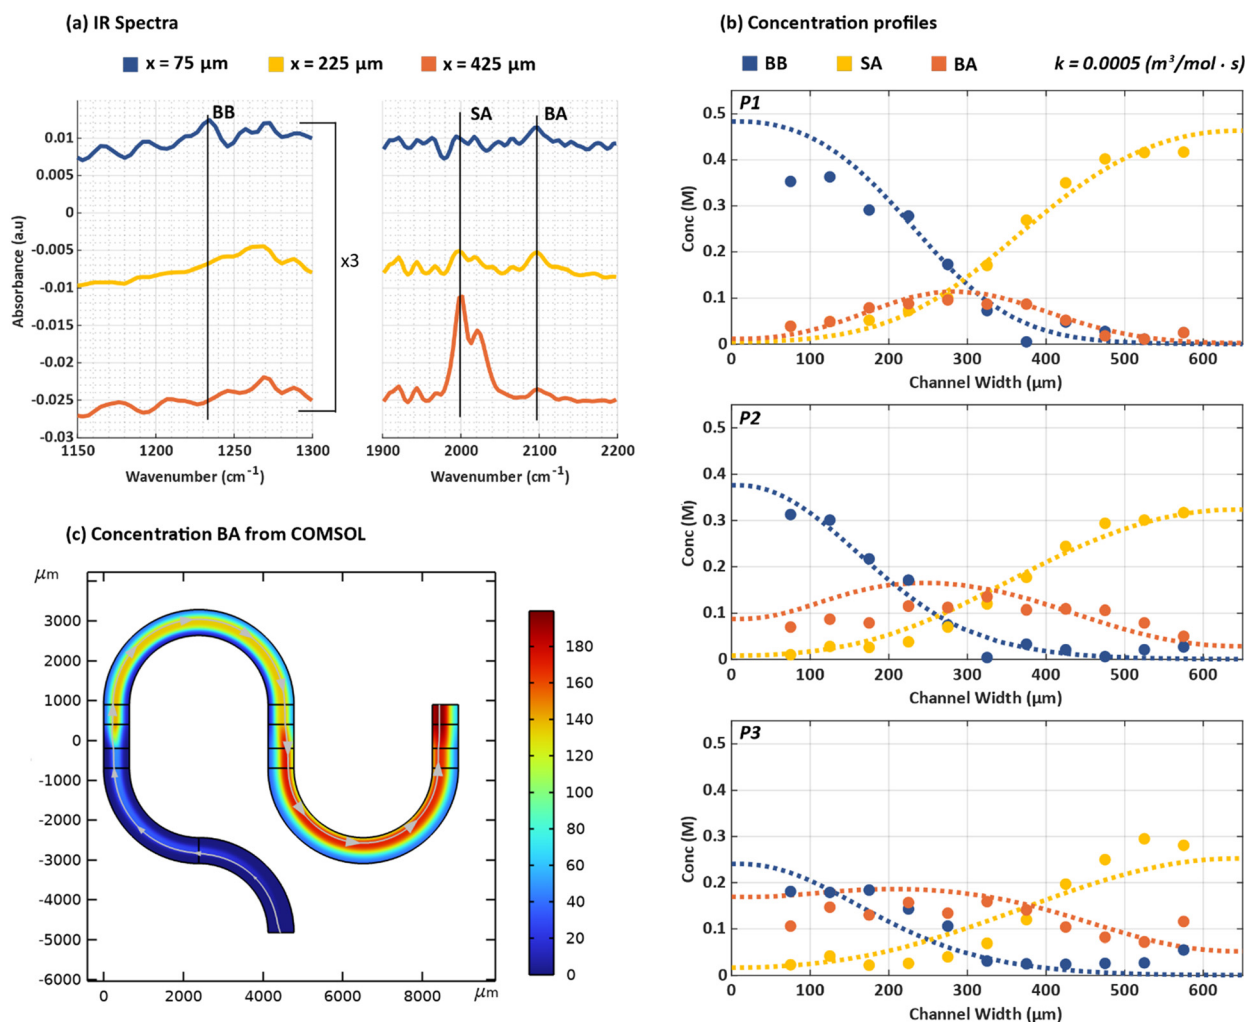 (a) IR Spectra
x = 75 µm x = 225 µm x = 425 µm
BB SA BA
0.01
0.005
0
-0.005
-0.01
-0.015
-0.02
-0.025
-0.03
Absorbance (a.u)
x3
1150 1200 1250 1300
1900 2000 2100 2200
Wavenumber (cm⁻¹) Wavenumber (cm⁻¹)
(b) Concentration profiles
BB SA BA k = 0.0005 (m³/mol · s)
P1
0.5
0.4
0.3
0.2
0.1
0
Conc (M)
0 100 200 300 400 500 600
Channel Width (µm)
P2
0.5
0.4
0.3
0.2
0.1
0
Conc (M)
0 100 200 300 400 500 600
Channel Width (µm)
P3
0.5
0.4
0.3
0.2
0.1
0
Conc (M)
0 100 200 300 400 500 600
Channel Width (µm)
(c) Concentration BA from COMSOL
µm
3000
2000
1000
0
-1000
-2000
-3000
-4000
-5000
-6000
0 2000 4000 6000 8000 µm
180
160
140
120
100
80
60
40
20
0